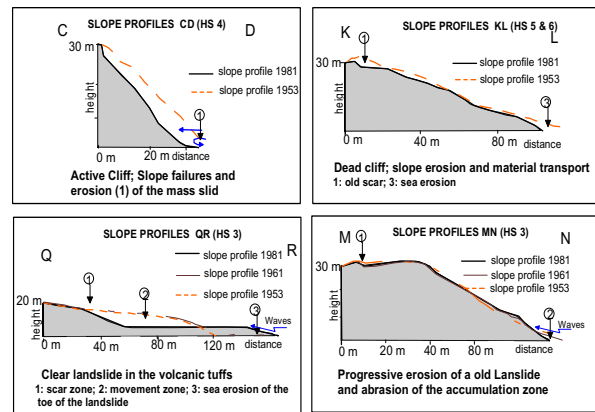 SLOPE PROFILES CD (HS 4)
C
D
30 m
height
slope profile 1981
slope profile 1953
1
0 m
20 m
distance
Active Cliff; Slope failures and
erosion (1) of the mass slid
SLOPE PROFILES KL (HS 5 & 6)
K
L
1
30 m
height
slope profile 1981
slope profile 1953
3
0 m
40 m
80 m
distance
Dead cliff; slope erosion and material transport
1: old scar; 3: sea erosion
SLOPE PROFILES QR (HS 3)
Q
R
slope profile 1981
slope profile 1961
slope profile 1953
1
2
3
20 m
height
Waves
0 m
40 m
80 m
120 m
distance
Clear landslide in the volcanic tuffs
1: scar zone; 2: movement zone; 3: sea erosion of the
toe of the landslide
SLOPE PROFILES MN (HS 3)
M
N
1
30 m
height
slope profile 1981
slope profile 1961
slope profile 1953
2
Waves
0 m
40 m
80 m
120 m
distance
Progressive erosion of a old Lanslide
and abrasion of the accumulation zone